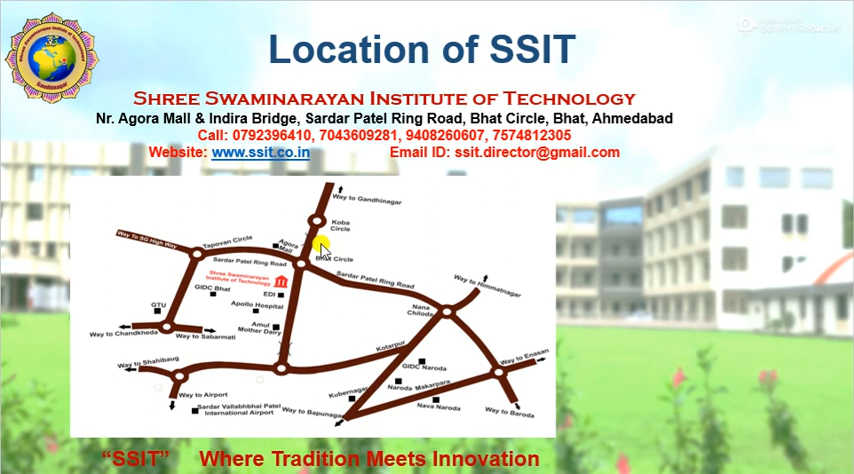 Location of SSIT
SHREE SWAMINARAYAN INSTITUTE OF TECHNOLOGY
Nr. Agora Mall & Indira Bridge, Sardar Patel Ring Road, Bhat Circle, Bhat, Ahmedabad
Call: 0792396410, 7043609281, 9408260607, 7574812305
Website: www.ssit.co.in Email ID: ssit.director@gmail.com
Shree Swaminarayan Institute of Technology
Gandhinagar
Way to Gandhinagar
Koba
Circle
Way To SG High Way
Tapovan Circle
Agora
Mall
Bhat Circle
Sardar Patel Ring Road
Sardar Patel Ring Road
Shree Swaminarayan
Institute of Technology
Way to Himmatnagar
GIDC Bhat
EDI
GTU
Apollo Hospital
Nana
Chiloda
Amul
Mother Dairy
Way to Chandkheda
Way to Sabarmati
Kotarpur
Way to Shahibaug
GIDC Naroda
Way to Enasan
Way to Airport
Kubernagar
Naroda
Makarpara
Sardar Vallabhbhai Patel
International Airport
Way to Bapunagar
Nava Naroda
Way to Baroda
“SSIT” Where Tradition Meets Innovation